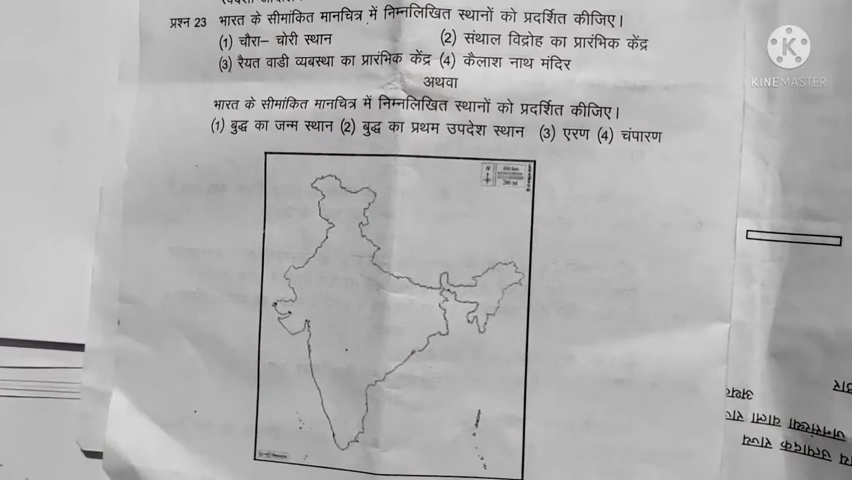 प्रश्न 23 भारत के सीमांकित मानचित्र में निम्नलिखित स्थानों को प्रदर्शित कीजिए।
(1) चौरा– चोरी स्थान (2) संथाल विद्रोह का प्रारंभिक केंद्र
(3) रैयत वाडी व्यबस्था का प्रारंभिक केंद्र (4) कैलाश नाथ मंदिर
अथवा
भारत के सीमांकित मानचित्र में निम्नलिखित स्थानों को प्रदर्शित कीजिए।
(1) बुद्ध का जन्म स्थान (2) बुद्ध का प्रथम उपदेश स्थान (3) एरण (4) चंपारण
N
K
KINEMASTER